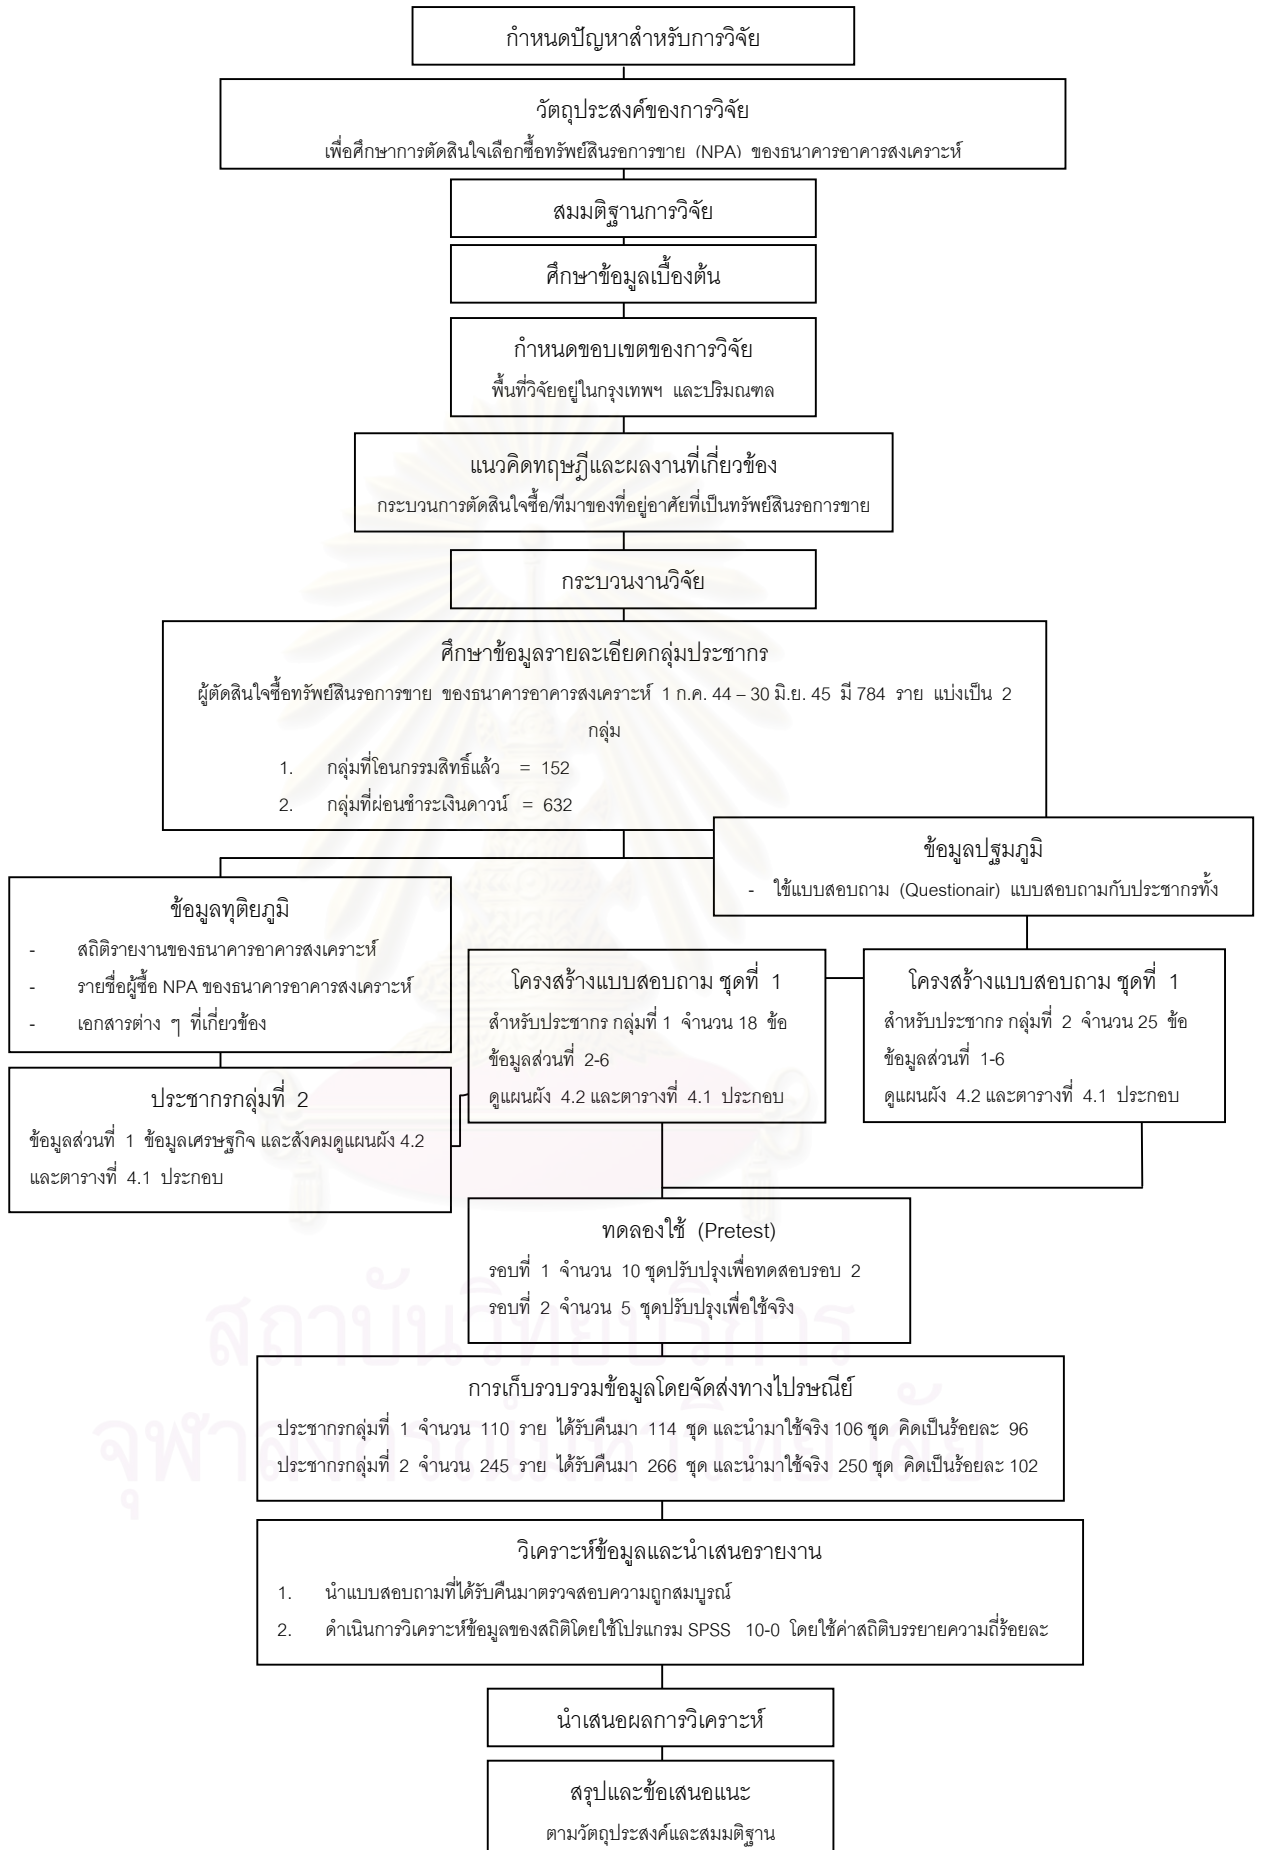 กำหนดปัญหาสำหรับการวิจัย
วัตถุประสงค์ของการวิจัย
เพื่อศึกษาการตัดสินใจเลือกซื้อทรัพย์สินรอการขาย (NPA) ของธนาคารอาคารสงเคราะห์
สมมติฐานการวิจัย
ศึกษาข้อมูลเบื้องต้น
กำหนดขอบเขตของการวิจัย
พื้นที่วิจัยอยู่ในกรุงเทพฯ และปริมณฑล
แนวคิดทฤษฎีและผลงานที่เกี่ยวข้อง
กระบวนการตัดสินใจซื้อ/ที่มาของที่อยู่อาศัยที่เป็นทรัพย์สินรอการขาย
กระบวนงานวิจัย
ศึกษาข้อมูลรายละเอียดกลุ่มประชากร
ผู้ตัดสินใจซื้อทรัพย์สินรอการขาย ของธนาคารอาคารสงเคราะห์ 1 ก.ค. 44 – 30 มิ.ย. 45 มี 784 ราย แบ่งเป็น 2
กลุ่ม
1. กลุ่มที่โอนกรรมสิทธิ์แล้ว = 152
2. กลุ่มที่ผ่อนชำระเงินดาวน์ = 632
ข้อมูลปฐมภูมิ
- ใช้แบบสอบถาม (Questionair) แบบสอบถามกับประชากรทั้ง
ข้อมูลทุติยภูมิ
- สถิติรายงานของธนาคารอาคารสงเคราะห์
- รายชื่อผู้ซื้อ NPA ของธนาคารอาคารสงเคราะห์
- เอกสารต่าง ๆ ที่เกี่ยวข้อง
โครงสร้างแบบสอบถาม ชุดที่ 1
สำหรับประชากร กลุ่มที่ 1 จำนวน 18 ข้อ
ข้อมูลส่วนที่ 2-6
ดูแผนผัง 4.2 และตารางที่ 4.1 ประกอบ
โครงสร้างแบบสอบถาม ชุดที่ 1
สำหรับประชากร กลุ่มที่ 2 จำนวน 25 ข้อ
ข้อมูลส่วนที่ 1-6
ดูแผนผัง 4.2 และตารางที่ 4.1 ประกอบ
ประชากรกลุ่มที่ 2
ข้อมูลส่วนที่ 1 ข้อมูลเศรษฐกิจ และสังคมดูแผนผัง 4.2
และตารางที่ 4.1 ประกอบ
ทดลองใช้ (Pretest)
รอบที่ 1 จำนวน 10 ชุดปรับปรุงเพื่อทดสอบรอบ 2
รอบที่ 2 จำนวน 5 ชุดปรับปรุงเพื่อใช้จริง
สถาบันวิทยบริการ
จุฬาลงกรณ์มหาวิทยาลัย
การเก็บรวบรวมข้อมูลโดยจัดส่งทางไปรษณีย์
ประชากรกลุ่มที่ 1 จำนวน 110 ราย ได้รับคืนมา 114 ชุด และนำมาใช้จริง 106 ชุด คิดเป็นร้อยละ 96
ประชากรกลุ่มที่ 2 จำนวน 245 ราย ได้รับคืนมา 266 ชุด และนำมาใช้จริง 250 ชุด คิดเป็นร้อยละ 102
วิเคราะห์ข้อมูลและนำเสนอรายงาน
1. นำแบบสอบถามที่ได้รับคืนมาตรวจสอบความถูกสมบูรณ์
2. ดำเนินการวิเคราะห์ข้อมูลของสถิติโดยใช้โปรแกรม SPSS 10-0 โดยใช้ค่าสถิติบรรยายความถี่ร้อยละ
นำเสนอผลการวิเคราะห์
สรุปและข้อเสนอแนะ
ตามวัตถุประสงค์และสมมติฐาน